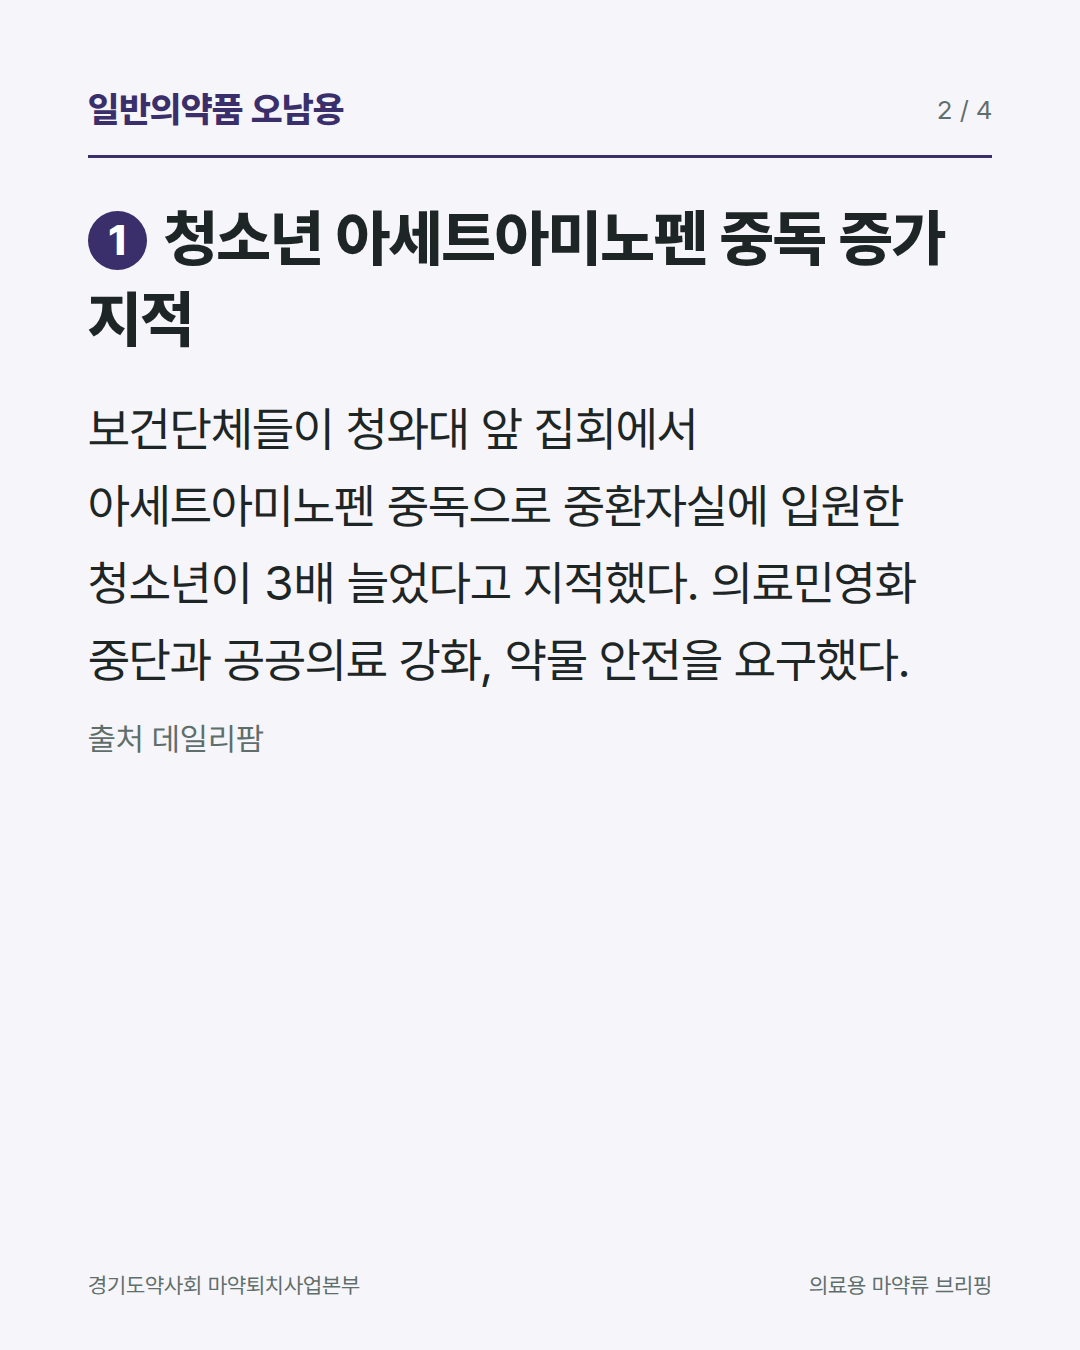 일반의약품 오남용
2 / 4
1 청소년 아세트아미노펜 중독 증가
지적
보건단체들이 청와대 앞 집회에서
아세트아미노펜 중독으로 중환자실에 입원한
청소년이 3배 늘었다고 지적했다. 의료민영화
중단과 공공의료 강화, 약물 안전을 요구했다.
출처 데일리팜
경기도약사회 마약퇴치사업본부
의료용 마약류 브리핑